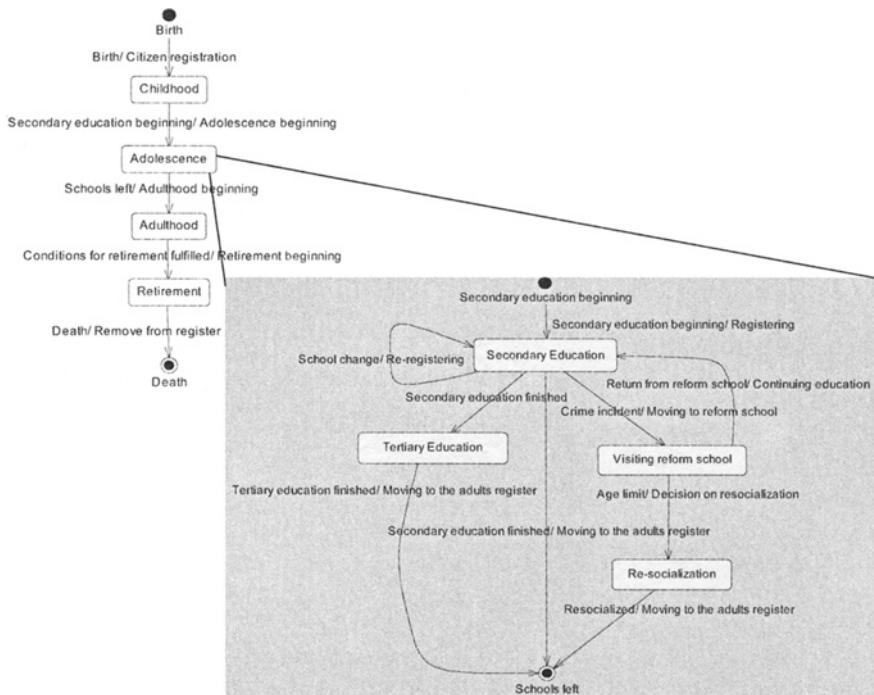 Birth
Birth/ Citizen registration
Childhood
Secondary education beginning/ Adolescence beginning
Adolescence
Schools left/ Adulthood beginning
Adulthood
Conditions for retirement fulfilled/ Retirement beginning
Retirement
Death/ Remove from register
Death
Secondary education beginning
Secondary education beginning/ Registering
Secondary Education
School change/ Re-registering
Return from reform school/ Continuing education
Secondary education finished
Crime incident/ Moving to reform school
Tertiary Education
Visiting reform school
Tertiary education finished/ Moving to the adults register
Age limit/ Decision on resocialization
Secondary education finished/ Moving to the adults register
Re-socialization
Resocialized/ Moving to the adults register
Schools left